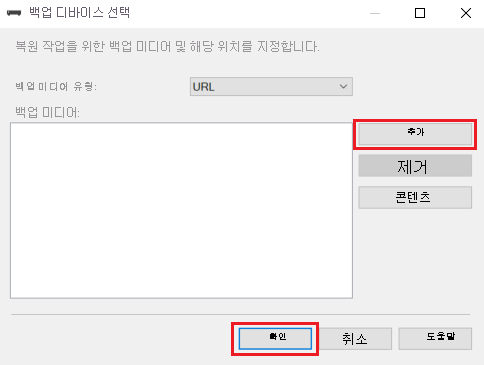 백업 디바이스 선택
복원 작업을 위한 백업 미디어 및 해당 위치를 지정합니다.
백업 미디어 유형:
URL
백업 미디어:
추가
제거
콘텐츠
확인
취소
도움말